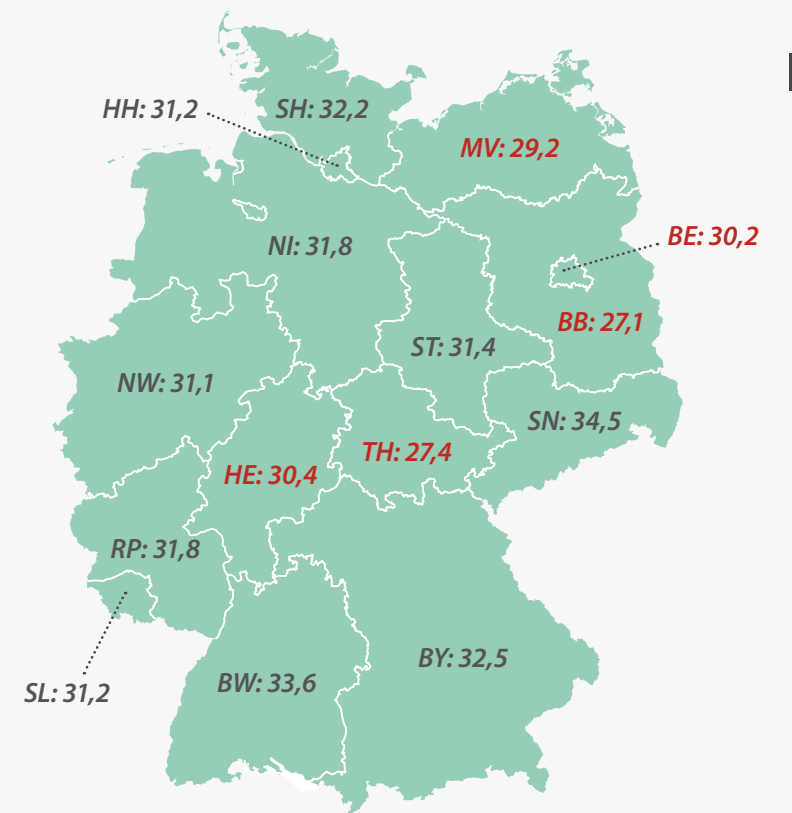 HH: 31,2
SH: 32,2
MV: 29,2
BE: 30,2
NI: 31,8
BB: 27,1
ST: 31,4
NW: 31,1
SN: 34,5
TH: 27,4
HE: 30,4
RP: 31,8
BY: 32,5
BW: 33,6
SL: 31,2